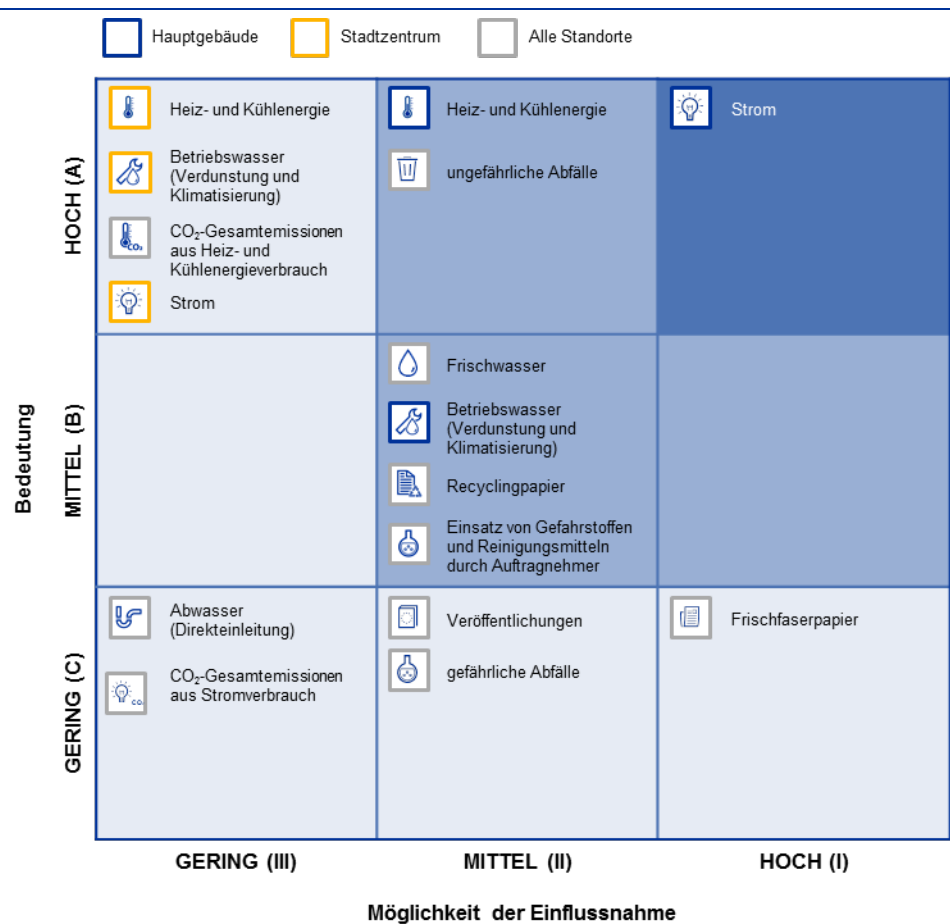 Hauptgebäude
Stadtzentrum
Alle Standorte
Bedeutung
HOCH (A)
Heiz- und Kühlenergie
Betriebswasser
(Verdunstung und
Klimatisierung)
CO₂-Gesamtemissionen
aus Heiz- und
Kühlenergieverbrauch
Strom
Heiz- und Kühlenergie
ungefährliche Abfälle
Strom
MITTEL (B)
Frischwasser
Betriebswasser
(Verdunstung und
Klimatisierung)
Recyclingpapier
Einsatz von Gefahrstoffen
und Reinigungsmitteln
durch Auftragnehmer
GERING (C)
Abwasser
(Direkteinleitung)
CO₂-Gesamtemissionen
aus Stromverbrauch
Veröffentlichungen
gefährliche Abfälle
Frischfaserpapier
GERING (III)
MITTEL (II)
HOCH (I)
Möglichkeit der Einflussnahme